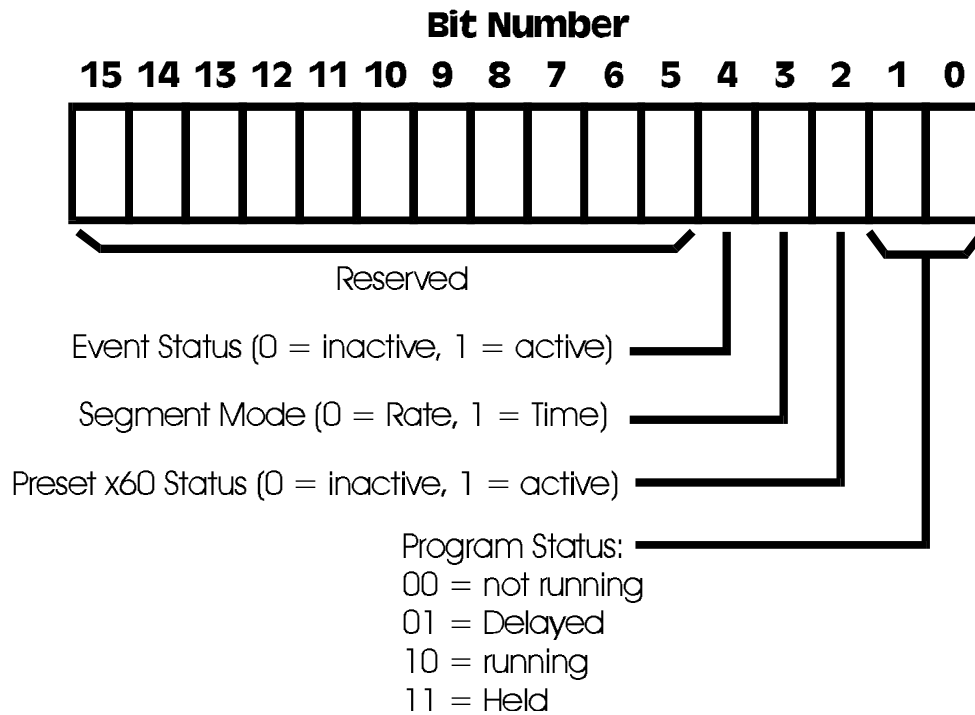 Bit Number
15 14 13 12 11 10 9 8 7 6 5 4 3 2 1 0
Reserved
Event Status (0 = inactive, 1 = active)
Segment Mode (0 = Rate, 1 = Time)
Preset x60 Status (0 = inactive, 1 = active)
Program Status:
00 = not running
01 = Delayed
10 = running
11 = Held